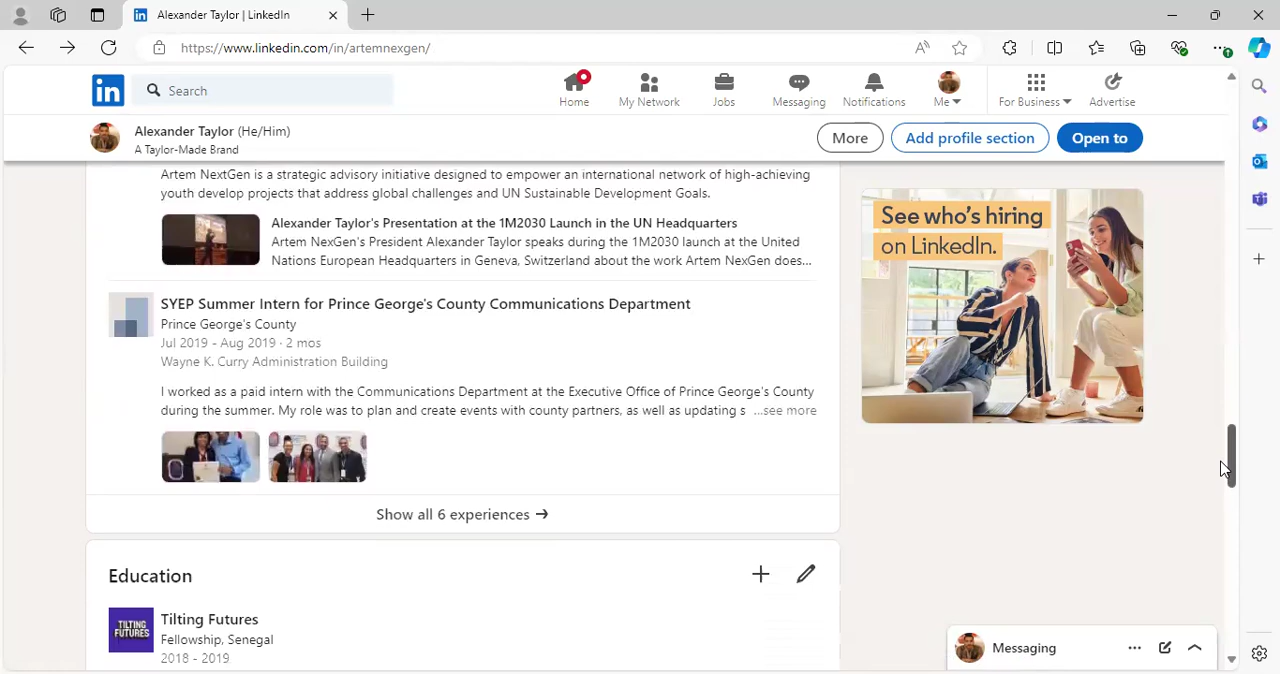 Alexander Taylor | LinkedIn
https://www.linkedin.com/in/artemnexgen/
in
Search
Home
My Network
Jobs
Messaging
Notifications
Me
For Business
Advertise
Alexander Taylor (He/Him)
A Taylor-Made Brand
More
Add profile section
Open to
Artem NextGen is a strategic advisory initiative designed to empower an international network of high-achieving
youth develop projects that address global challenges and UN Sustainable Development Goals.
Alexander Taylor's Presentation at the 1M2030 Launch in the UN Headquarters
Artem NexGen's President Alexander Taylor speaks during the 1M2030 launch at the United
Nations European Headquarters in Geneva, Switzerland about the work Artem NexGen does...
SYEP Summer Intern for Prince George's County Communications Department
Prince George's County
Jul 2019 - Aug 2019 · 2 mos
Wayne K. Curry Administration Building
I worked as a paid intern with the Communications Department at the Executive Office of Prince George's County
during the summer. My role was to plan and create events with county partners, as well as updating s ...see more
Show all 6 experiences →
Education
TILTING
FUTURES
Tilting Futures
Fellowship, Senegal
2018 - 2019
See who's hiring
on LinkedIn.
Messaging